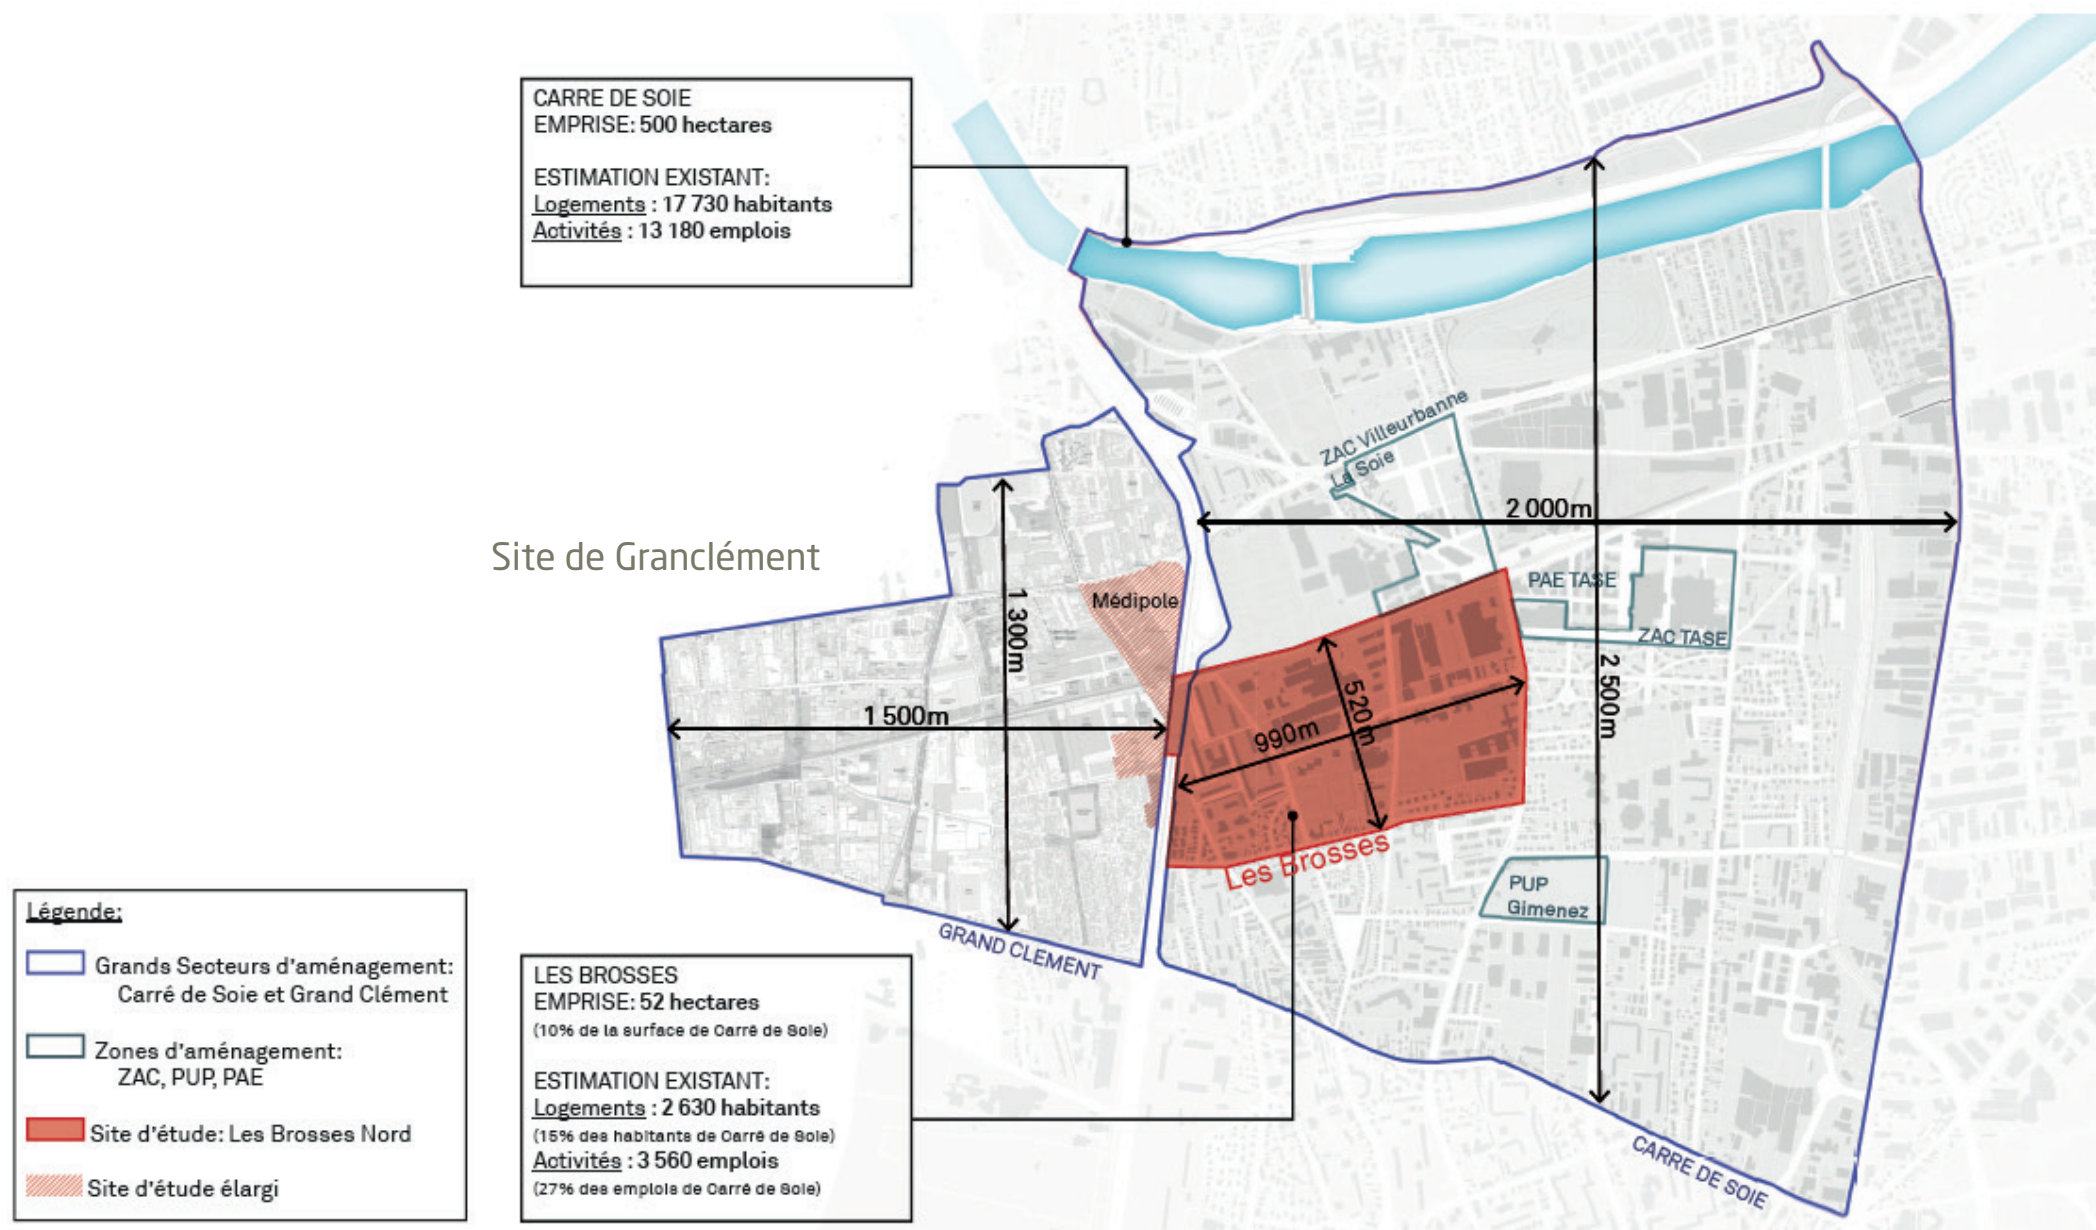 CARRE DE SOIE
EMPRISE: 500 hectares
ESTIMATION EXISTANT:
Logements : 17 730 habitants
Activités : 13 180 emplois
ZAC Villeurbanne
La Soie
2 000m
Site de Granclément
Médipole
PAE TASE
ZAC TASE
1 300m
2 500m
520m
990m
1 500m
Les Brosses
PUP
Gimenez
GRAND CLEMENT
CARRE DE SOIE
Légende:
Grands Secteurs d'aménagement:
Carré de Soie et Grand Clément
Zones d'aménagement:
ZAC, PUP, PAE
Site d'étude: Les Brosses Nord
Site d'étude élargi
LES BROSSES
EMPRISE: 52 hectares
(10% de la surface de Carré de Soie)
ESTIMATION EXISTANT:
Logements : 2 630 habitants
(15% des habitants de Carré de Soie)
Activités : 3 560 emplois
(27% des emplois de Carré de Soie)